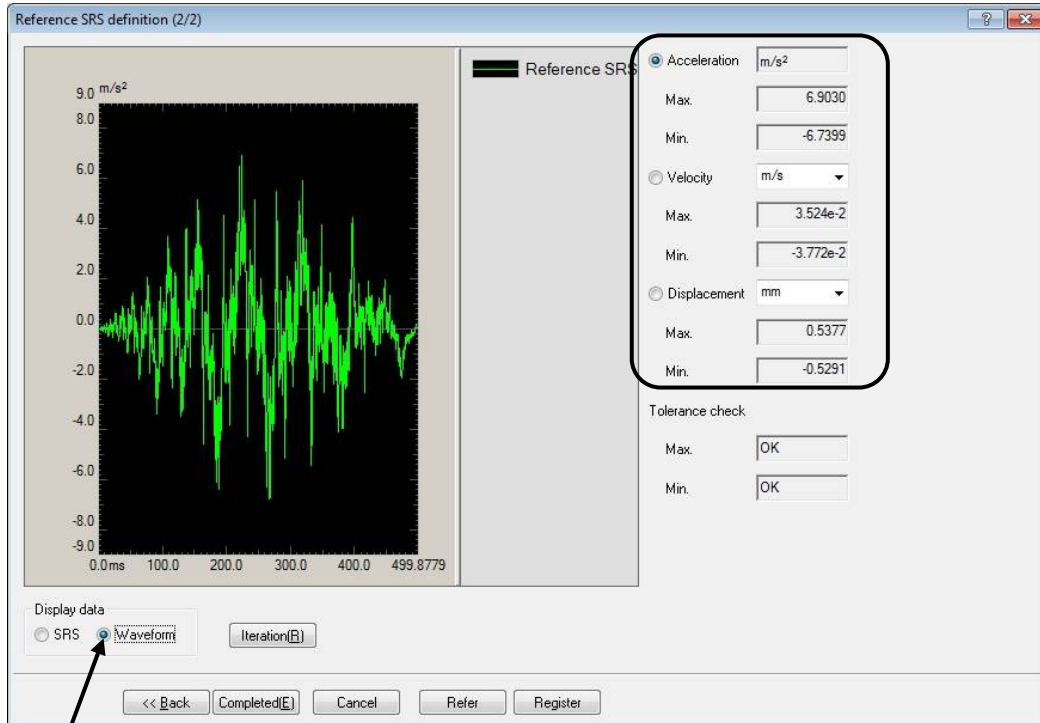 Reference SRS definition (2/2)
9.0 m/s²
8.0
6.0
4.0
2.0
0.0
-2.0
-4.0
-6.0
-8.0
-9.0
0.0ms 100.0 200.0 300.0 400.0 499.8779
Reference SRS
Acceleration m/s²
Max. 6.9030
Min. -6.7399
Velocity m/s
Max. 3.524e-2
Min. -3.772e-2
Displacement mm
Max. 0.5377
Min. -0.5291
Tolerance check
Max. OK
Min. OK
Display data
SRS Waveform Iteration(R)
<< Back Completed(E) Cancel Refer Register